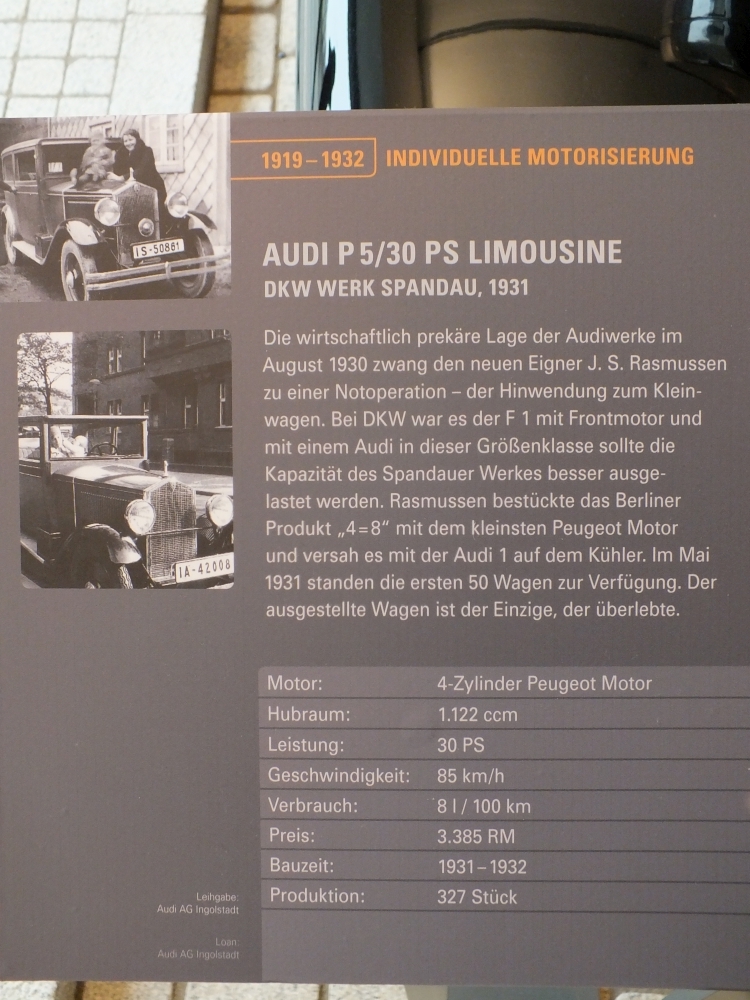 1919 – 1932 INDIVIDUELLE MOTORISIERUNG
AUDI P 5/30 PS LIMOUSINE
DKW WERK SPANDAU, 1931
Die wirtschaftlich prekäre Lage der Audiwerke im
August 1930 zwang den neuen Eigner J. S. Rasmussen
zu einer Notoperation – der Hinwendung zum Klein-
wagen. Bei DKW war es der F 1 mit Frontmotor und
mit einem Audi in dieser Größenklasse sollte die
Kapazität des Spandauer Werkes besser ausge-
lastet werden. Rasmussen bestückte das Berliner
Produkt „4=8“ mit dem kleinsten Peugeot Motor
und versah es mit der Audi 1 auf dem Kühler. Im Mai
1931 standen die ersten 50 Wagen zur Verfügung. Der
ausgestellte Wagen ist der Einzige, der überlebte.
Motor: 4-Zylinder Peugeot Motor
Hubraum: 1.122 ccm
Leistung: 30 PS
Geschwindigkeit: 85 km/h
Verbrauch: 8 l / 100 km
Preis: 3.385 RM
Bauzeit: 1931 – 1932
Produktion: 327 Stück
IS-50861
IA-42008
Leihgabe:
Audi AG Ingolstadt
Loan:
Audi AG Ingolstadt